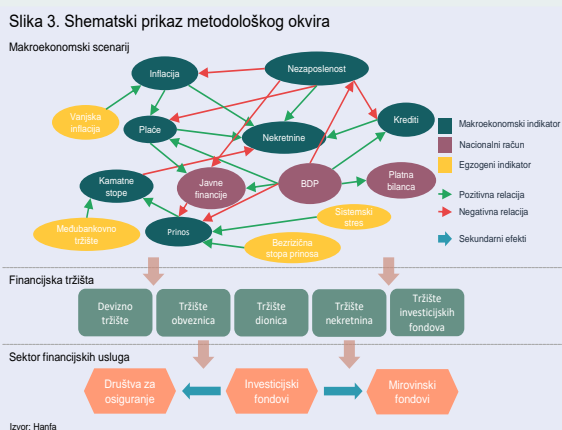 Slika 3. Shematski prikaz metodološkog okvira
Makroekonomski scenarij
Inflacija
Nezaposlenost
Vanjska
inflacija
Plaće
Nekretnine
Krediti
Makroekonomski indikator
Nacionalni račun
Egzogeni indikator
Pozitivna relacija
Negativna relacija
Sekundarni efekti
Kamatne
stope
Javne
financije
BDP
Platna
bilanca
Međubankovno
tržište
Prinos
Sistemski
stres
Bezrizična
stopa prinosa
Financijska tržišta
Devizno
tržište
Tržište
obveznica
Tržište
dionica
Tržište
nekretnina
Tržište
investicijskih
fondova
Sektor financijskih usluga
Društva za
osiguranje
Investicijski
fondovi
Mirovinski
fondovi
Izvor: Hanfa